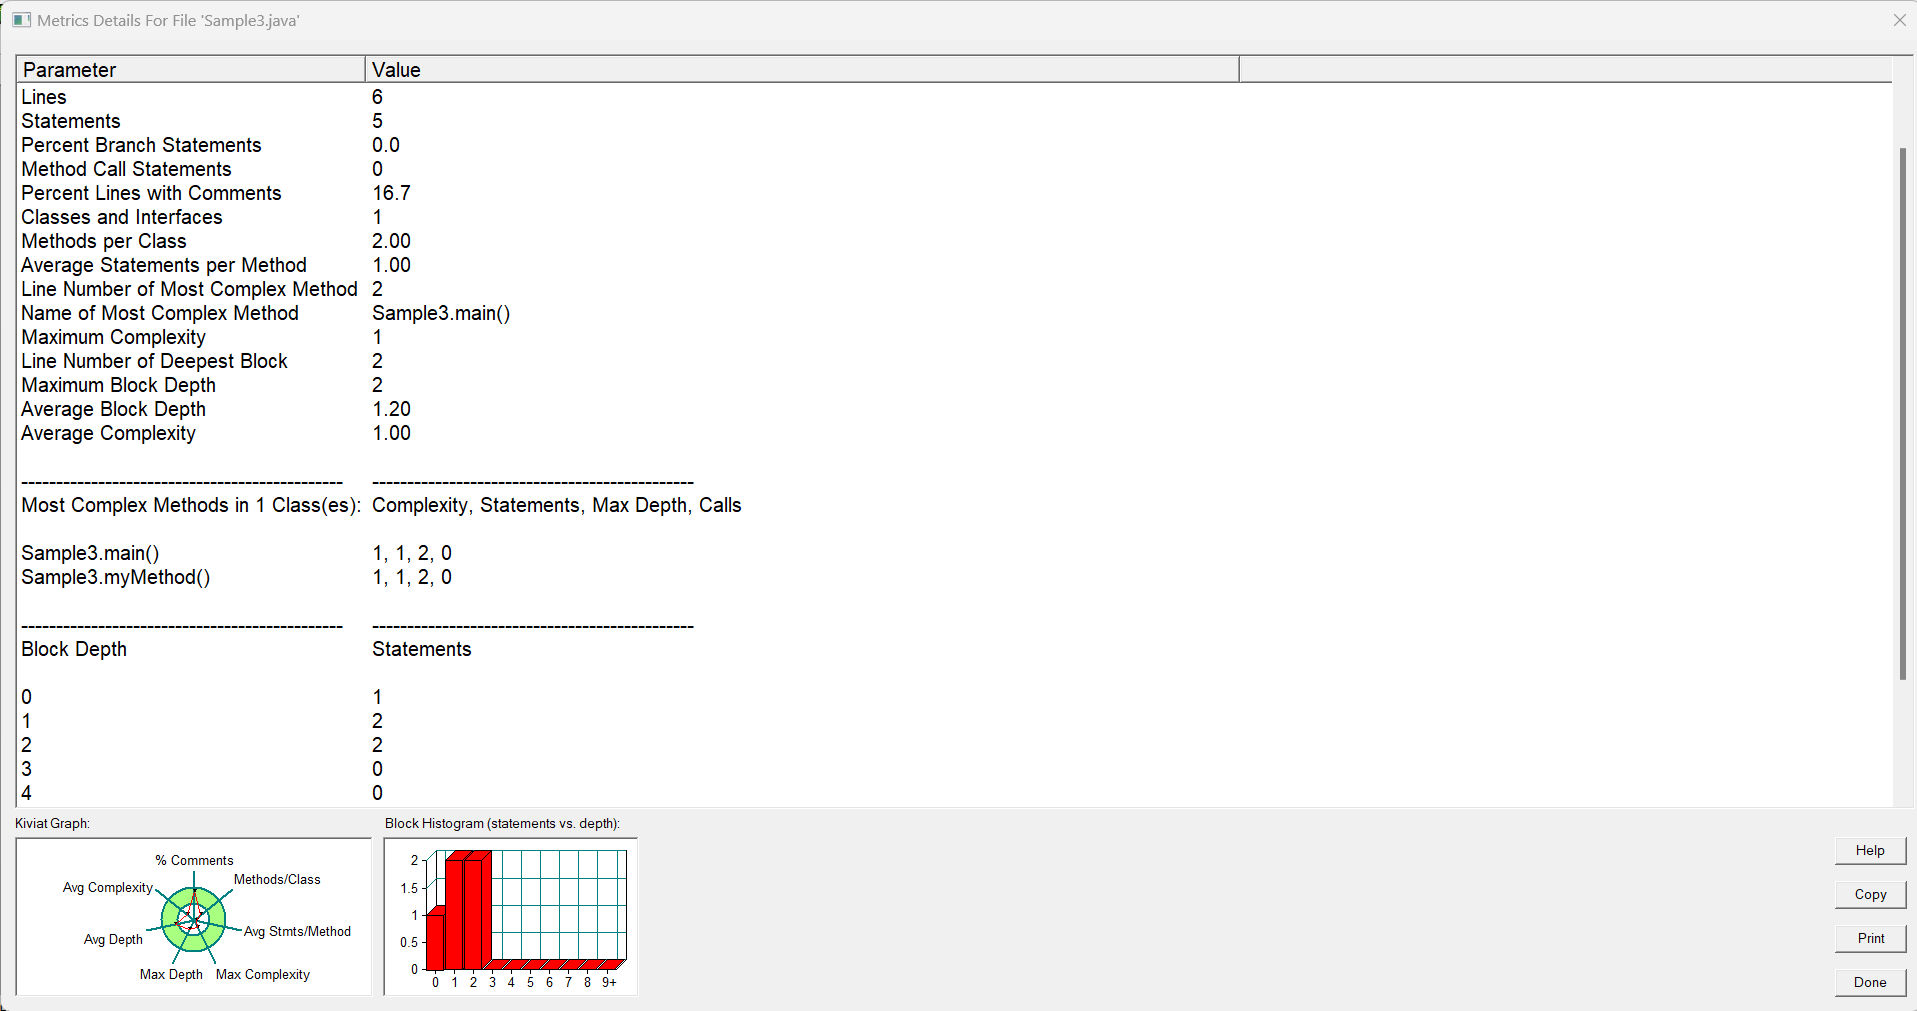 Metrics Details For File 'Sample3.java'
Parameter Value
Lines 6
Statements 5
Percent Branch Statements 0.0
Method Call Statements 0
Percent Lines with Comments 16.7
Classes and Interfaces 1
Methods per Class 2.00
Average Statements per Method 1.00
Line Number of Most Complex Method 2
Name of Most Complex Method Sample3.main()
Maximum Complexity 1
Line Number of Deepest Block 2
Maximum Block Depth 2
Average Block Depth 1.20
Average Complexity 1.00
---------------------------------------------- ----------------------------------------------
Most Complex Methods in 1 Class(es): Complexity, Statements, Max Depth, Calls
Sample3.main() 1, 1, 2, 0
Sample3.myMethod() 1, 1, 2, 0
---------------------------------------------- ----------------------------------------------
Block Depth Statements
0 1
1 2
2 2
3 0
4 0
Kiviat Graph: Block Histogram (statements vs. depth):
% Comments
Methods/Class
Avg Complexity
Avg Stmts/Method
Avg Depth
Max Depth Max Complexity
2
1.5
1
0.5
0
0 1 2 3 4 5 6 7 8 9+
Help
Copy
Print
Done